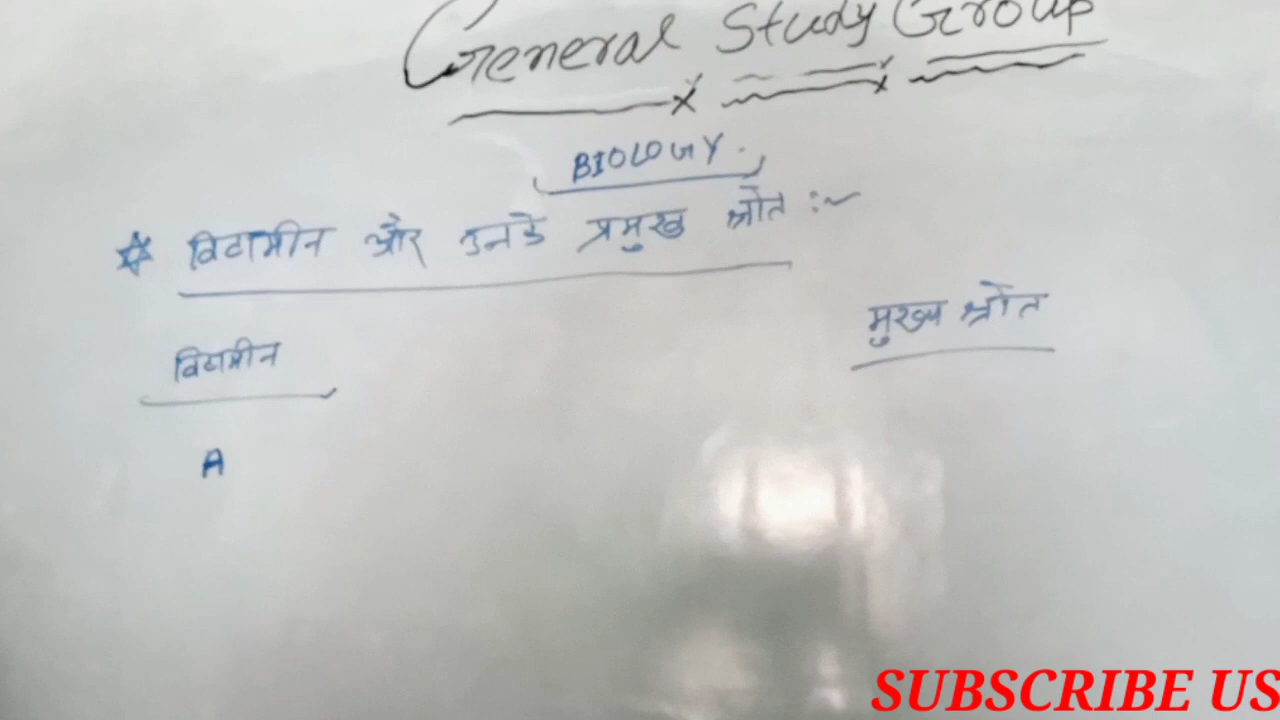 General Study Group
BIOLOGY.
☆ विटामीन और उनके प्रमुख श्रोत :~
विटामीन
मुख्य श्रोत
A
SUBSCRIBE US